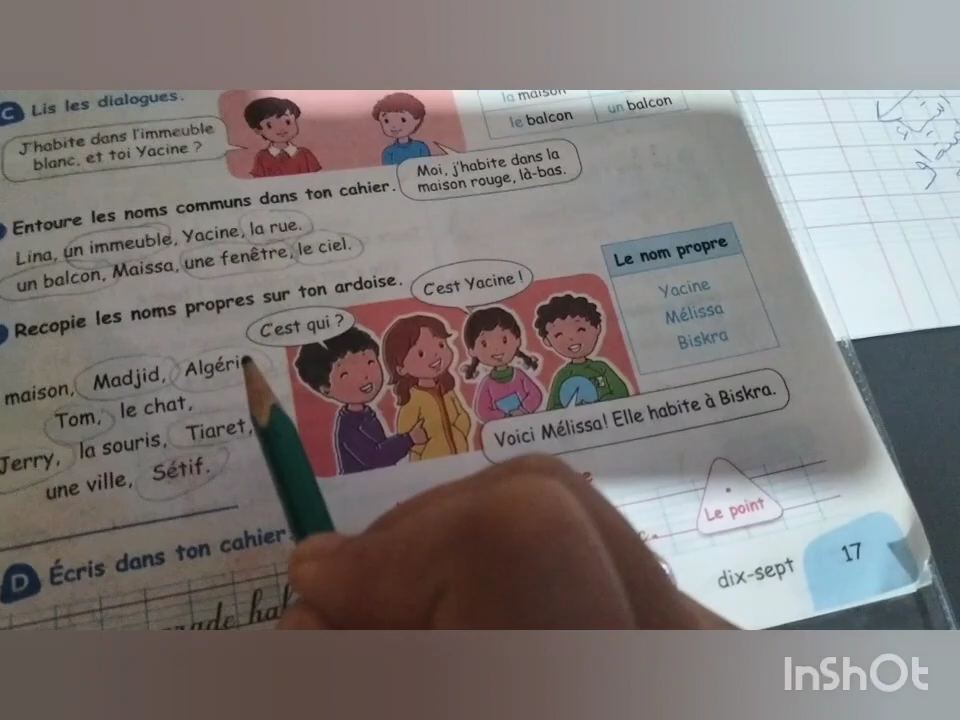 C Lis les dialogues.
J'habite dans l'immeuble
blanc, et toi Yacine ?
Moi, j'habite dans la
maison rouge, là-bas.
la maison
le balcon un balcon
Entoure les noms communs dans ton cahier.
Lina, un immeuble, Yacine, la rue.
un balcon, Maissa, une fenêtre, le ciel.
Recopie les noms propres sur ton ardoise.
C'est qui ?
C'est Yacine !
maison, Madjid, Algérie
Tom, le chat,
Jerry, la souris, Tiaret,
une ville, Sétif.
Le nom propre
Yacine
Mélissa
Biskra
Voici Mélissa! Elle habite à Biskra.
Le point
D Écris dans ton cahier.
dix-sept 17
InShOt